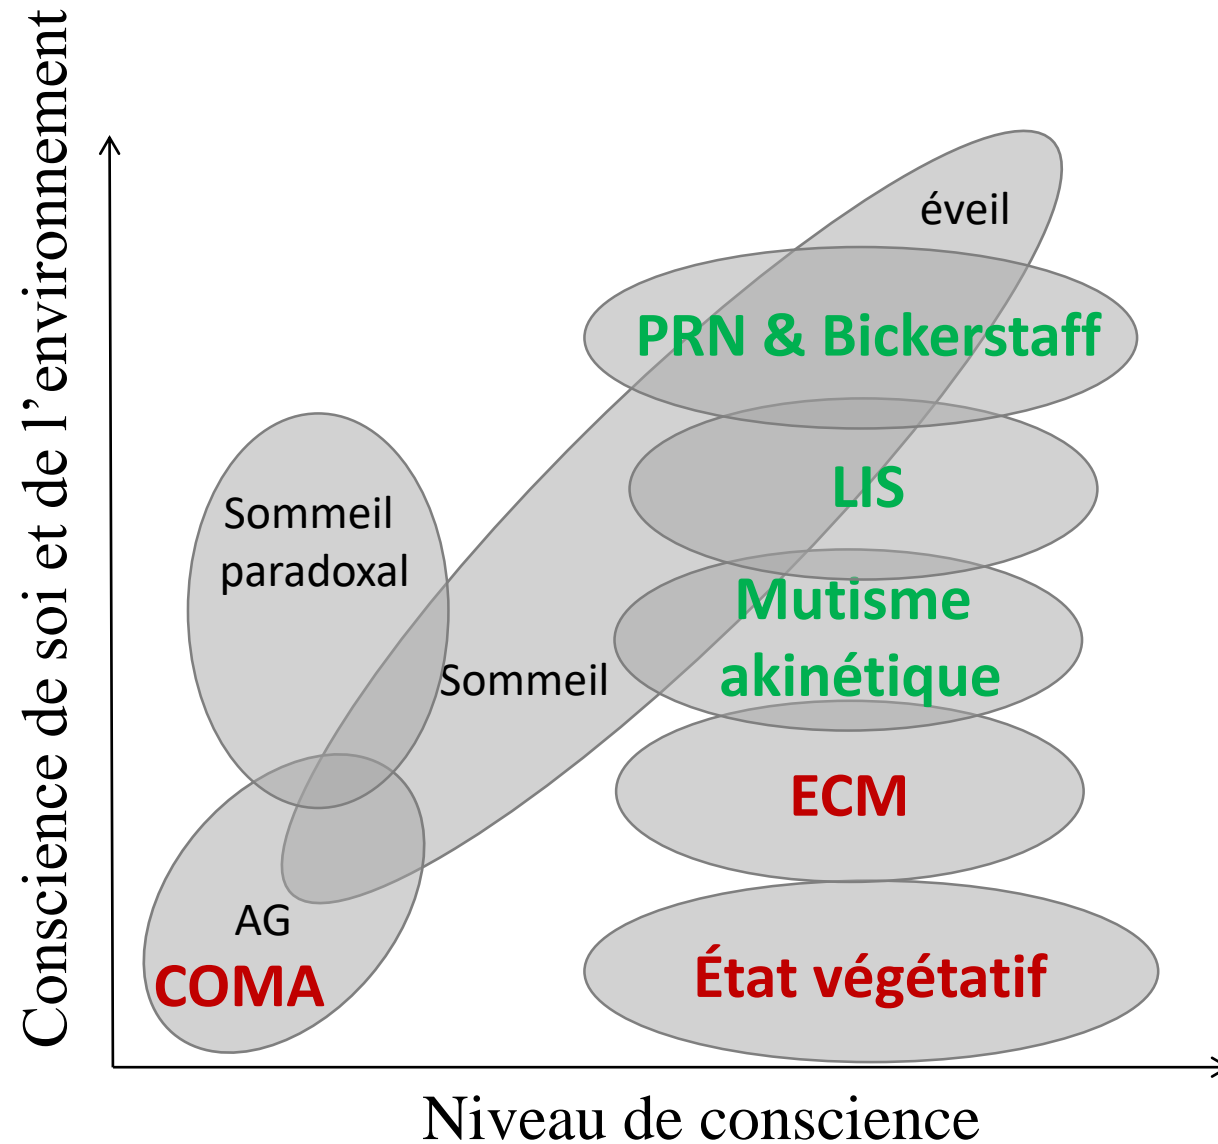 Conscience de soi et de l’environnement
éveil
PRN & Bickerstaff
LIS
Sommeil
paradoxal
Mutisme
akinétique
Sommeil
ECM
AG
COMA
État végétatif
Niveau de conscience